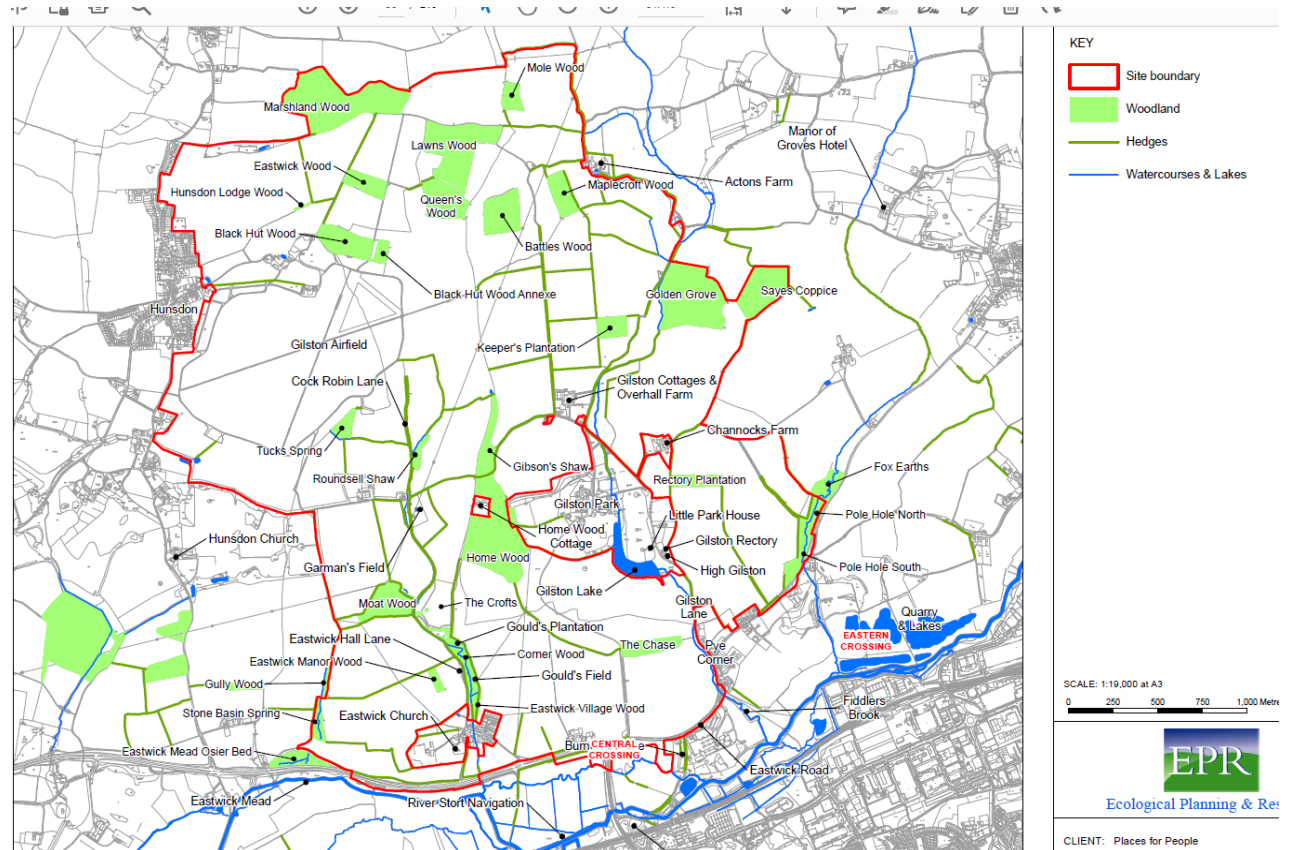 Mole Wood
Marshland Wood
Manor of
Groves Hotel
Lawns Wood
Eastwick Wood
Actons Farm
Hunsdon Lodge Wood
Maplecroft Wood
Queen's
Wood
Black Hut Wood
Battles Wood
Black Hut Wood Annexe
Golden Grove
Sayes Coppice
Hunsdon
Gilston Airfield
Keeper's Plantation
Cock Robin Lane
Gilston Cottages &
Overhall Farm
Channocks Farm
Tucks Spring
Gibson's Shaw
Fox Earths
Roundsell Shaw
Rectory Plantation
Gilston Park
Little Park House
Pole Hole North
Home Wood
Cottage
Hunsdon Church
Gilston Rectory
Home Wood
Garman's Field
High Gilston
Pole Hole South
Gilston Lake
Moat Wood
The Crofts
Gilston
Lane
Quarry
& Lakes
Gould's Plantation
EASTERN
CROSSING
Eastwick Hall Lane
The Chase
Pye
Corner
Corner Wood
Eastwick Manor Wood
Gould's Field
Gully Wood
Fiddlers
Brook
Eastwick Village Wood
Stone Basin Spring
Eastwick Church
CENTRAL
CROSSING
Eastwick Mead Osier Bed
Eastwick Road
Eastwick Mead
River Stort Navigation
KEY
Site boundary
Woodland
Hedges
Watercourses & Lakes
SCALE: 1:19,000 at A3
0 250 500 750 1,000 Metre
EPR
Ecological Planning & Res
CLIENT: Places for People